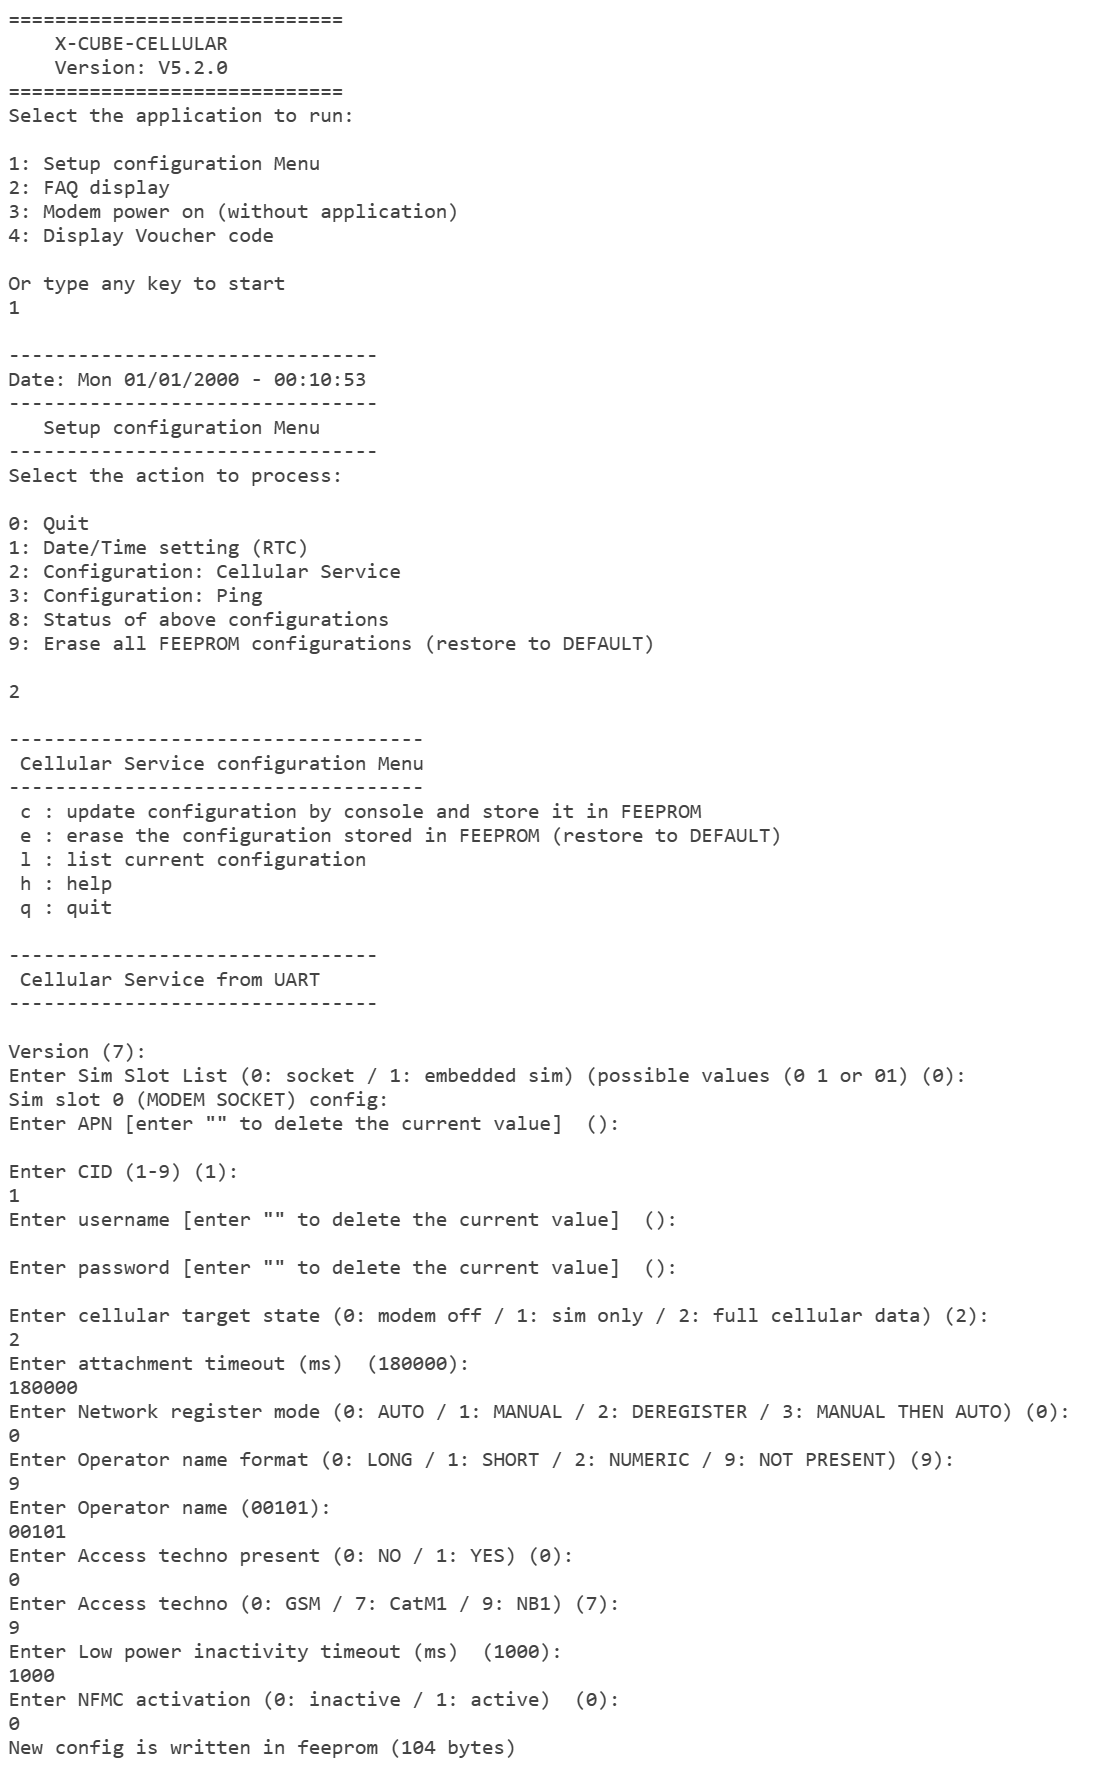 =============================
    X-CUBE-CELLULAR
    Version: V5.2.0
=============================
Select the application to run:

1: Setup configuration Menu
2: FAQ display
3: Modem power on (without application)
4: Display Voucher code

Or type any key to start
1

--------------------------------
Date: Mon 01/01/2000 - 00:10:53
--------------------------------
   Setup configuration Menu
--------------------------------
Select the action to process:

0: Quit
1: Date/Time setting (RTC)
2: Configuration: Cellular Service
3: Configuration: Ping
8: Status of above configurations
9: Erase all FEEPROM configurations (restore to DEFAULT)

2

------------------------------------
 Cellular Service configuration Menu
------------------------------------
 c : update configuration by console and store it in FEEPROM
 e : erase the configuration stored in FEEPROM (restore to DEFAULT)
 l : list current configuration
 h : help
 q : quit

--------------------------------
 Cellular Service from UART
--------------------------------

Version (7):
Enter Sim Slot List (0: socket / 1: embedded sim) (possible values (0 1 or 01) (0):
Sim slot 0 (MODEM SOCKET) config:
Enter APN [enter "" to delete the current value]  ():

Enter CID (1-9) (1):
1
Enter username [enter "" to delete the current value]  ():

Enter password [enter "" to delete the current value]  ():

Enter cellular target state (0: modem off / 1: sim only / 2: full cellular data) (2):
2
Enter attachment timeout (ms)  (180000):
180000
Enter Network register mode (0: AUTO / 1: MANUAL / 2: DEREGISTER / 3: MANUAL THEN AUTO) (0):
0
Enter Operator name format (0: LONG / 1: SHORT / 2: NUMERIC / 9: NOT PRESENT) (9):
9
Enter Operator name (00101):
00101
Enter Access techno present (0: NO / 1: YES) (0):
0
Enter Access techno (0: GSM / 7: CatM1 / 9: NB1) (7):
9
Enter Low power inactivity timeout (ms)  (1000):
1000
Enter NFMC activation (0: inactive / 1: active)  (0):
0
New config is written in feeprom (104 bytes)